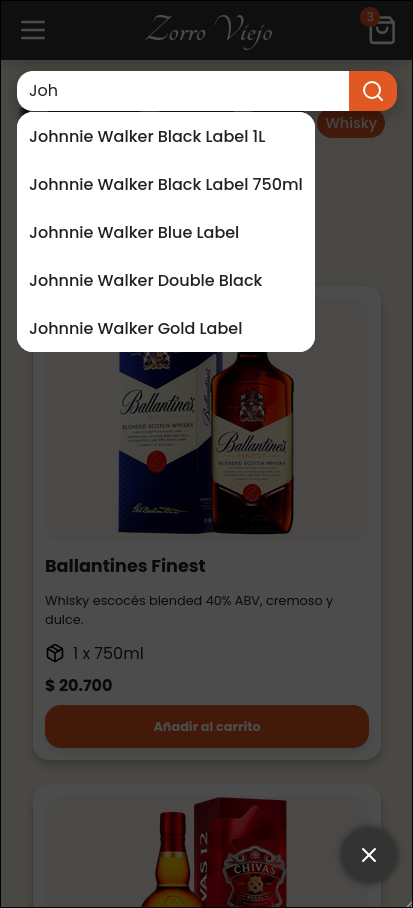 Zorro Viejo
3
Joh
Whisky
Johnnie Walker Black Label 1L
Johnnie Walker Black Label 750ml
Johnnie Walker Blue Label
Johnnie Walker Double Black
Johnnie Walker Gold Label
Ballantine's
BLENDED SCOTCH WHISKY
Ballantine's
FINEST
BLENDED SCOTCH WHISKY
Ballantines Finest
Whisky escocés blended 40% ABV, cremoso y
dulce.
1 x 750ml
$ 20.700
Añadir al carrito
VAS 12
CHIVAS